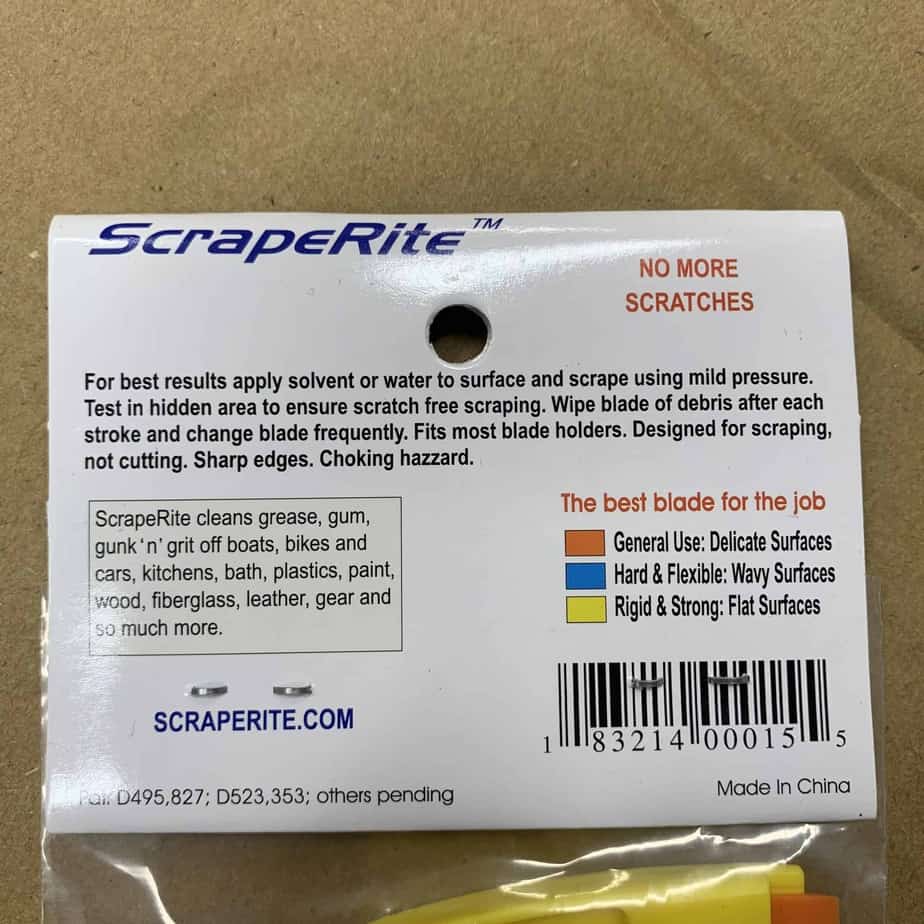 ScrapeRite™
NO MORE
SCRATCHES
For best results apply solvent or water to surface and scrape using mild pressure.
Test in hidden area to ensure scratch free scraping. Wipe blade of debris after each
stroke and change blade frequently. Fits most blade holders. Designed for scraping,
not cutting. Sharp edges. Choking hazzard.
ScrapeRite cleans grease, gum,
gunk 'n' grit off boats, bikes and
cars, kitchens, bath, plastics, paint,
wood, fiberglass, leather, gear and
so much more.
The best blade for the job
General Use: Delicate Surfaces
Hard & Flexible: Wavy Surfaces
Rigid & Strong: Flat Surfaces
SCRAPERITE.COM
1 83214 00015 5
Pat. D495,827; D523,353; others pending
Made In China